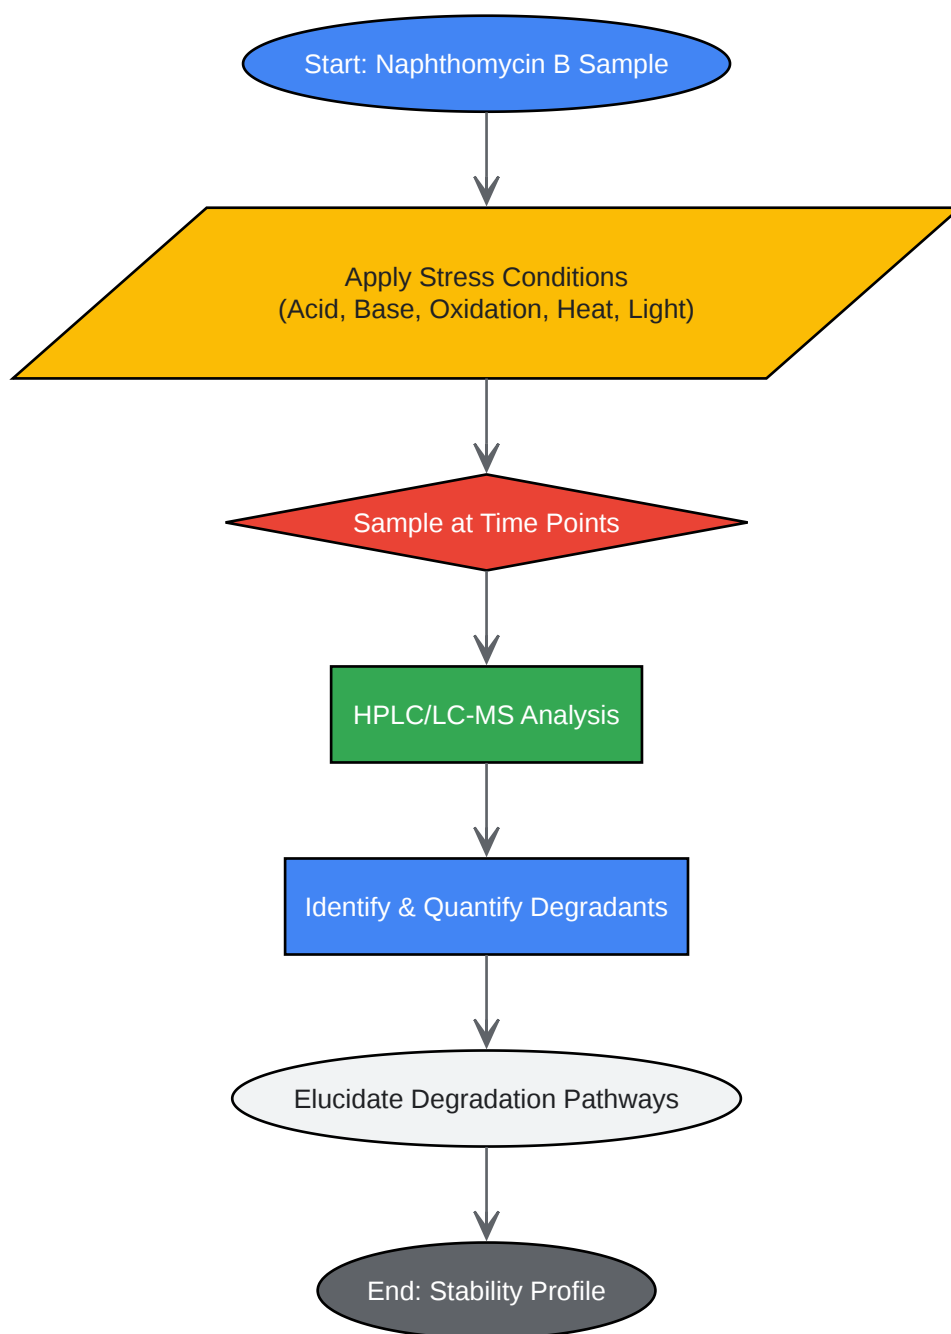 Start: Naphthomycin B Sample
Apply Stress Conditions
(Acid, Base, Oxidation, Heat, Light)
Sample at Time Points
HPLC/LC-MS Analysis
Identify & Quantify Degradants
Elucidate Degradation Pathways
End: Stability Profile